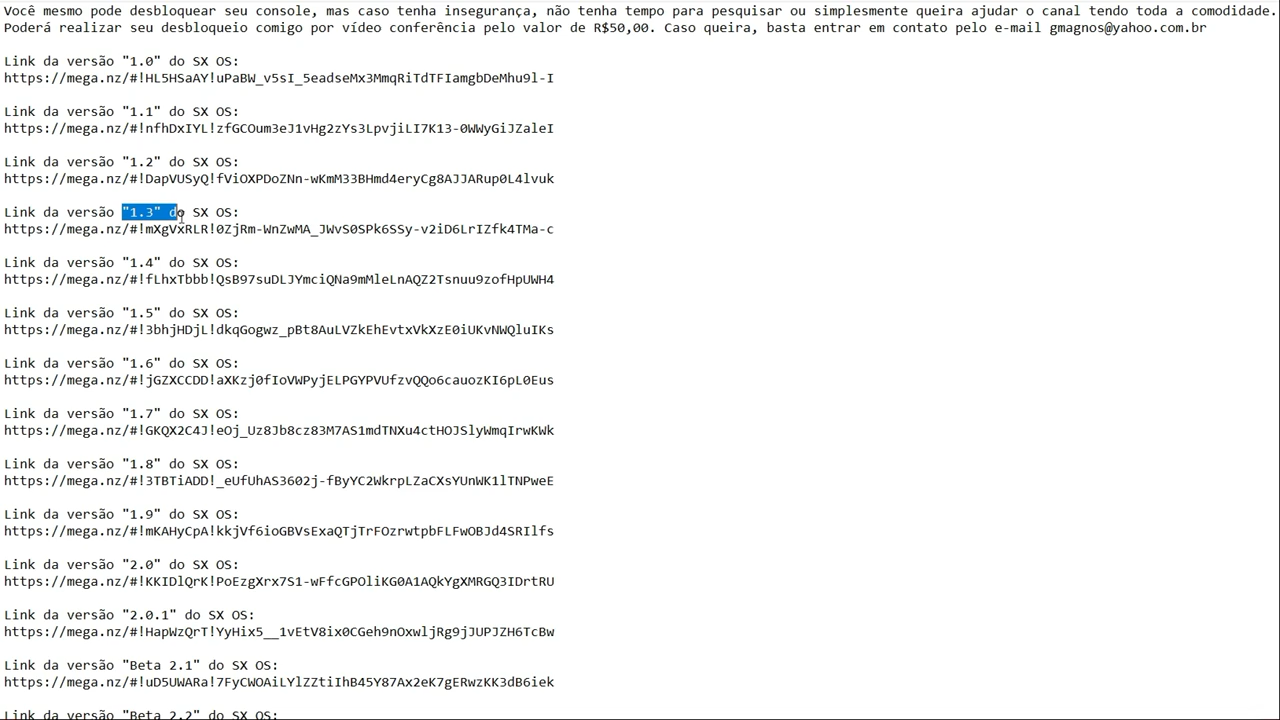 Você mesmo pode desbloquear seu console, mas caso tenha insegurança, não tenha tempo para pesquisar ou simplesmente queira ajudar o canal tendo toda a comodidade.
Poderá realizar seu desbloqueio comigo por vídeo conferência pelo valor de R$50,00. Caso queira, basta entrar em contato pelo e-mail gmagnos@yahoo.com.br
Link da versão "1.0" do SX OS:
https://mega.nz/#!HL5HSaAY!uPaBW_v5sI_5eadseMx3MmqRiTdTFIamgbDeMhu9l-I
Link da versão "1.1" do SX OS:
https://mega.nz/#!nfhDxIYL!zfGCOum3eJ1vHg2zYs3LpvjiLI7K13-0WWyGiJZaleI
Link da versão "1.2" do SX OS:
https://mega.nz/#!DapVUSyQ!fViOXPDoZNn-wKmM33BHmd4eryCg8AJJARup0L4lvuk
Link da versão "1.3" do SX OS:
https://mega.nz/#!mXgVxRLR!0ZjRm-WnZwMA_JWvS0SPk6SSy-v2iD6LrIZfk4TMa-c
Link da versão "1.4" do SX OS:
https://mega.nz/#!fLhxTbbb!QsB97suDLJYmciQNa9mMleLnAQZ2Tsnuu9zofHpUWH4
Link da versão "1.5" do SX OS:
https://mega.nz/#!3bhjHDjL!dkqGogwz_pBt8AuLVZkEhEvtxVkXzE0iUKvNWQluIKs
Link da versão "1.6" do SX OS:
https://mega.nz/#!jGZXCCDD!aXKzj0fIoVWPyjELPGYPVUfzvQQo6cauozKI6pL0Eus
Link da versão "1.7" do SX OS:
https://mega.nz/#!GKQX2C4J!eOj_Uz8Jb8cz83M7AS1mdTNXu4ctHOJSlyWmqIrwKWk
Link da versão "1.8" do SX OS:
https://mega.nz/#!3TBTiADD!_eUfUhAS3602j-fByYC2WkrpLZaCXsYUnWK1lTNPweE
Link da versão "1.9" do SX OS:
https://mega.nz/#!mKAHyCpA!kkjVf6ioGBVsExaQTjTrFOzrwtpbFLFwOBJd4SRIlfs
Link da versão "2.0" do SX OS:
https://mega.nz/#!KKIDlQrK!PoEzgXrx7S1-wFfcGPOliKG0A1AQkYgXMRGQ3IDrtRU
Link da versão "2.0.1" do SX OS:
https://mega.nz/#!HapWzQrT!YyHix5__1vEtV8ix0CGeh9nOxwljRg9jJUPJZH6TcBw
Link da versão "Beta 2.1" do SX OS:
https://mega.nz/#!uD5UWARa!7FyCWOAiLYlZZtiIhB45Y87Ax2eK7gERwzKK3dB6iek
Link da versão "Beta 2.2" do SX OS: